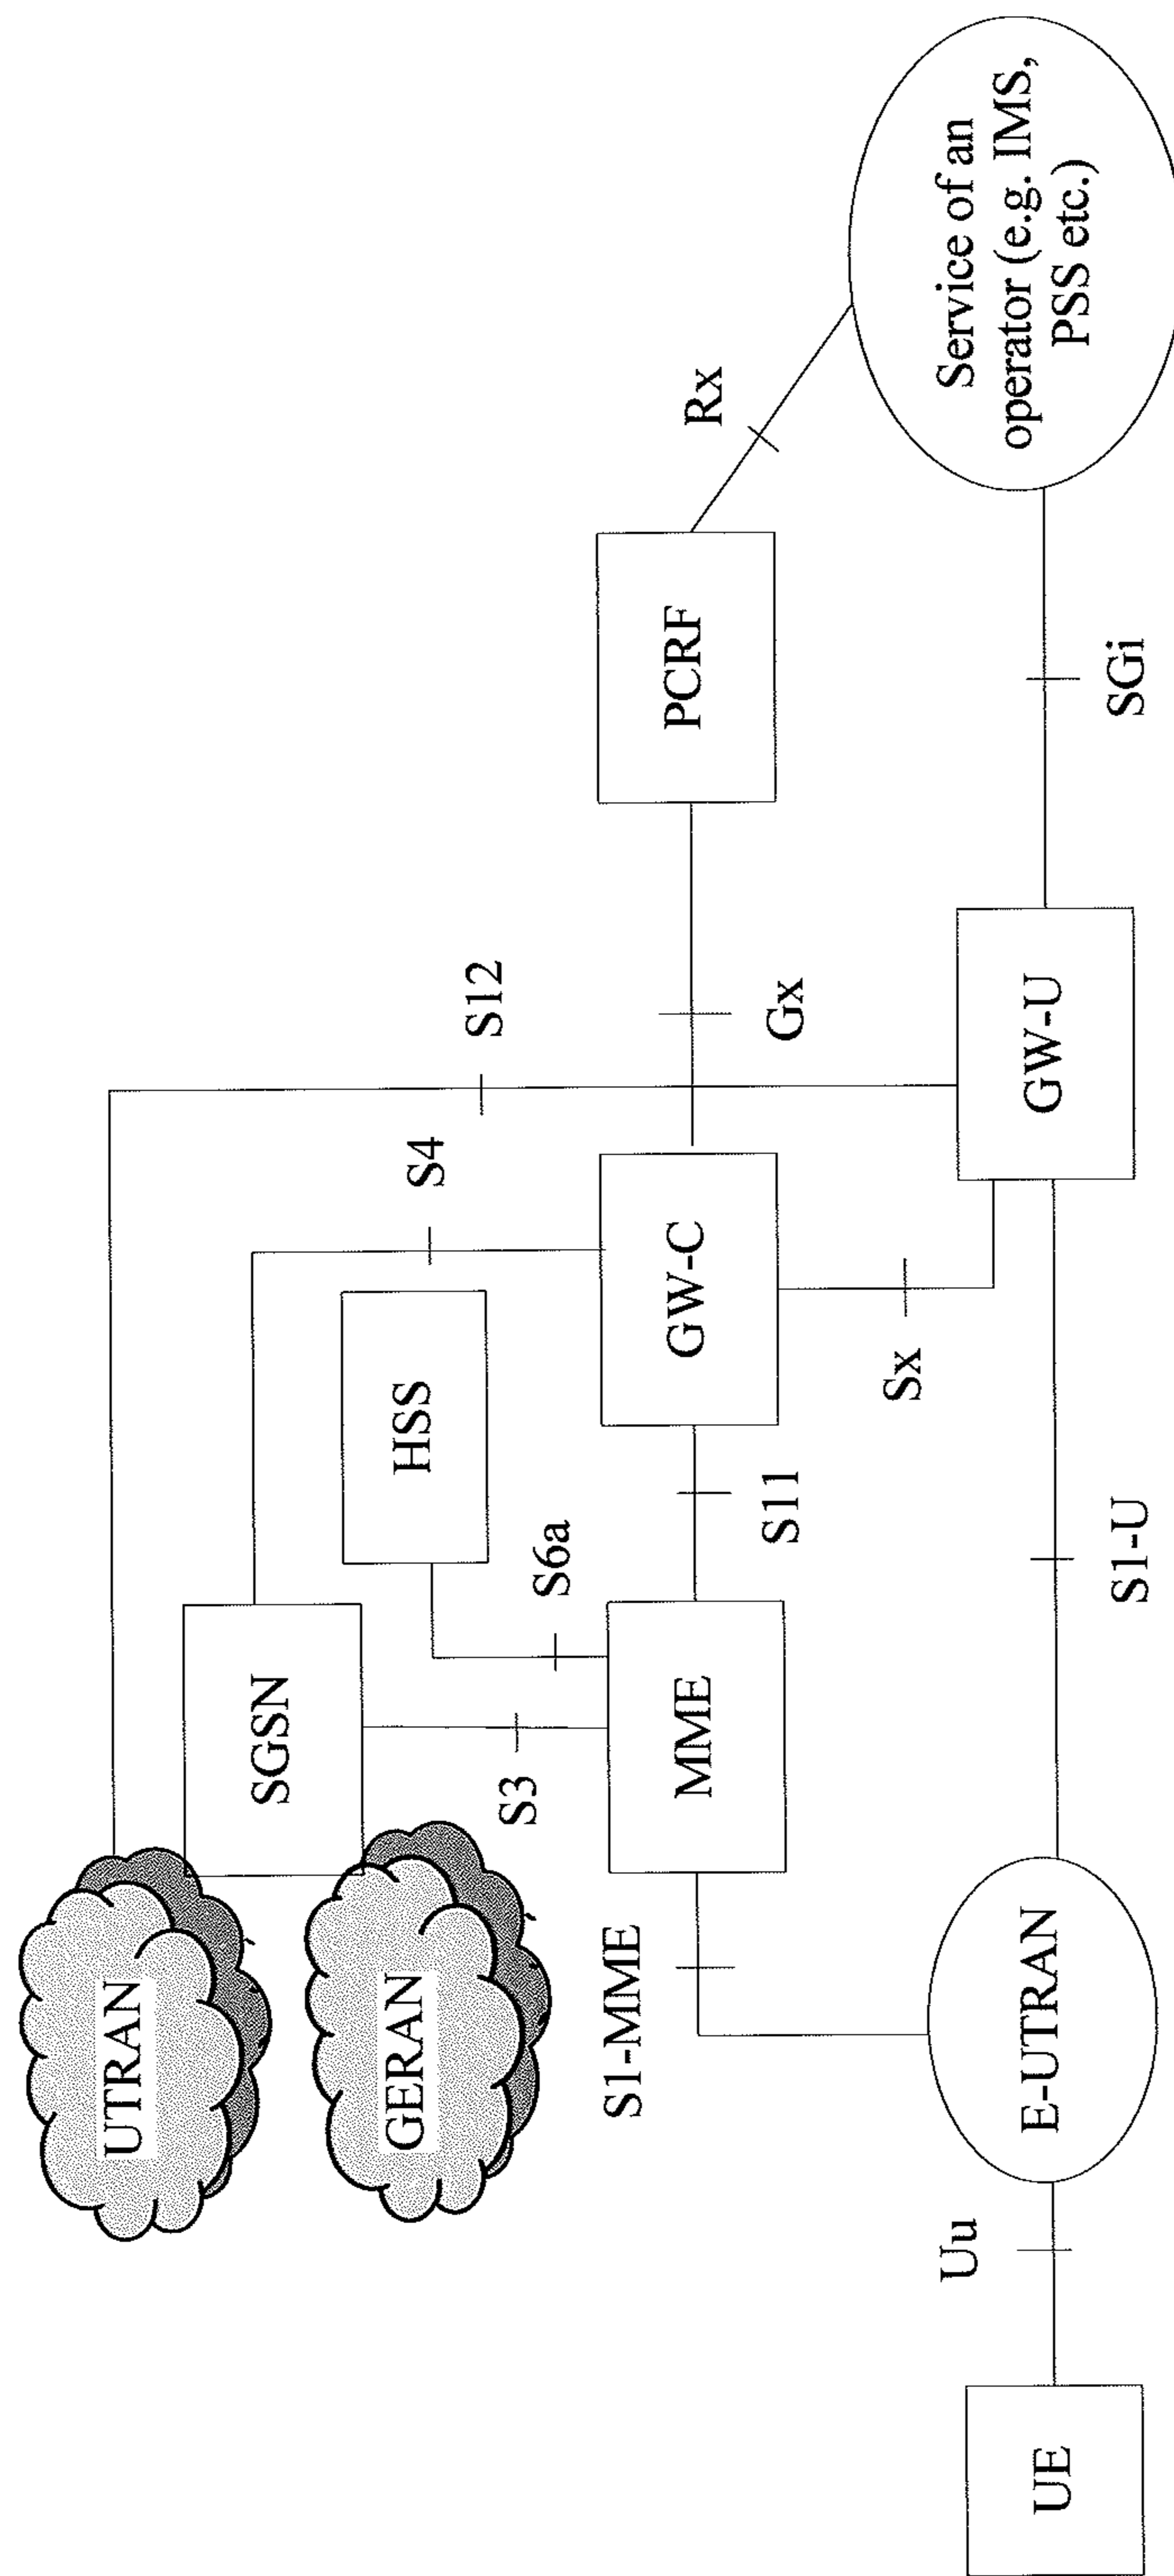 UTRAN
SGSN
S12
S4
HSS
GERAN
S3
S6a
Rx
PCRF
S1-MME
MME
S11
GW-C
Gx
Sx
Uu
UE
E-UTRAN
S1-U
GW-U
SGi
Service of an
operator (e.g. IMS,
PSS etc.)